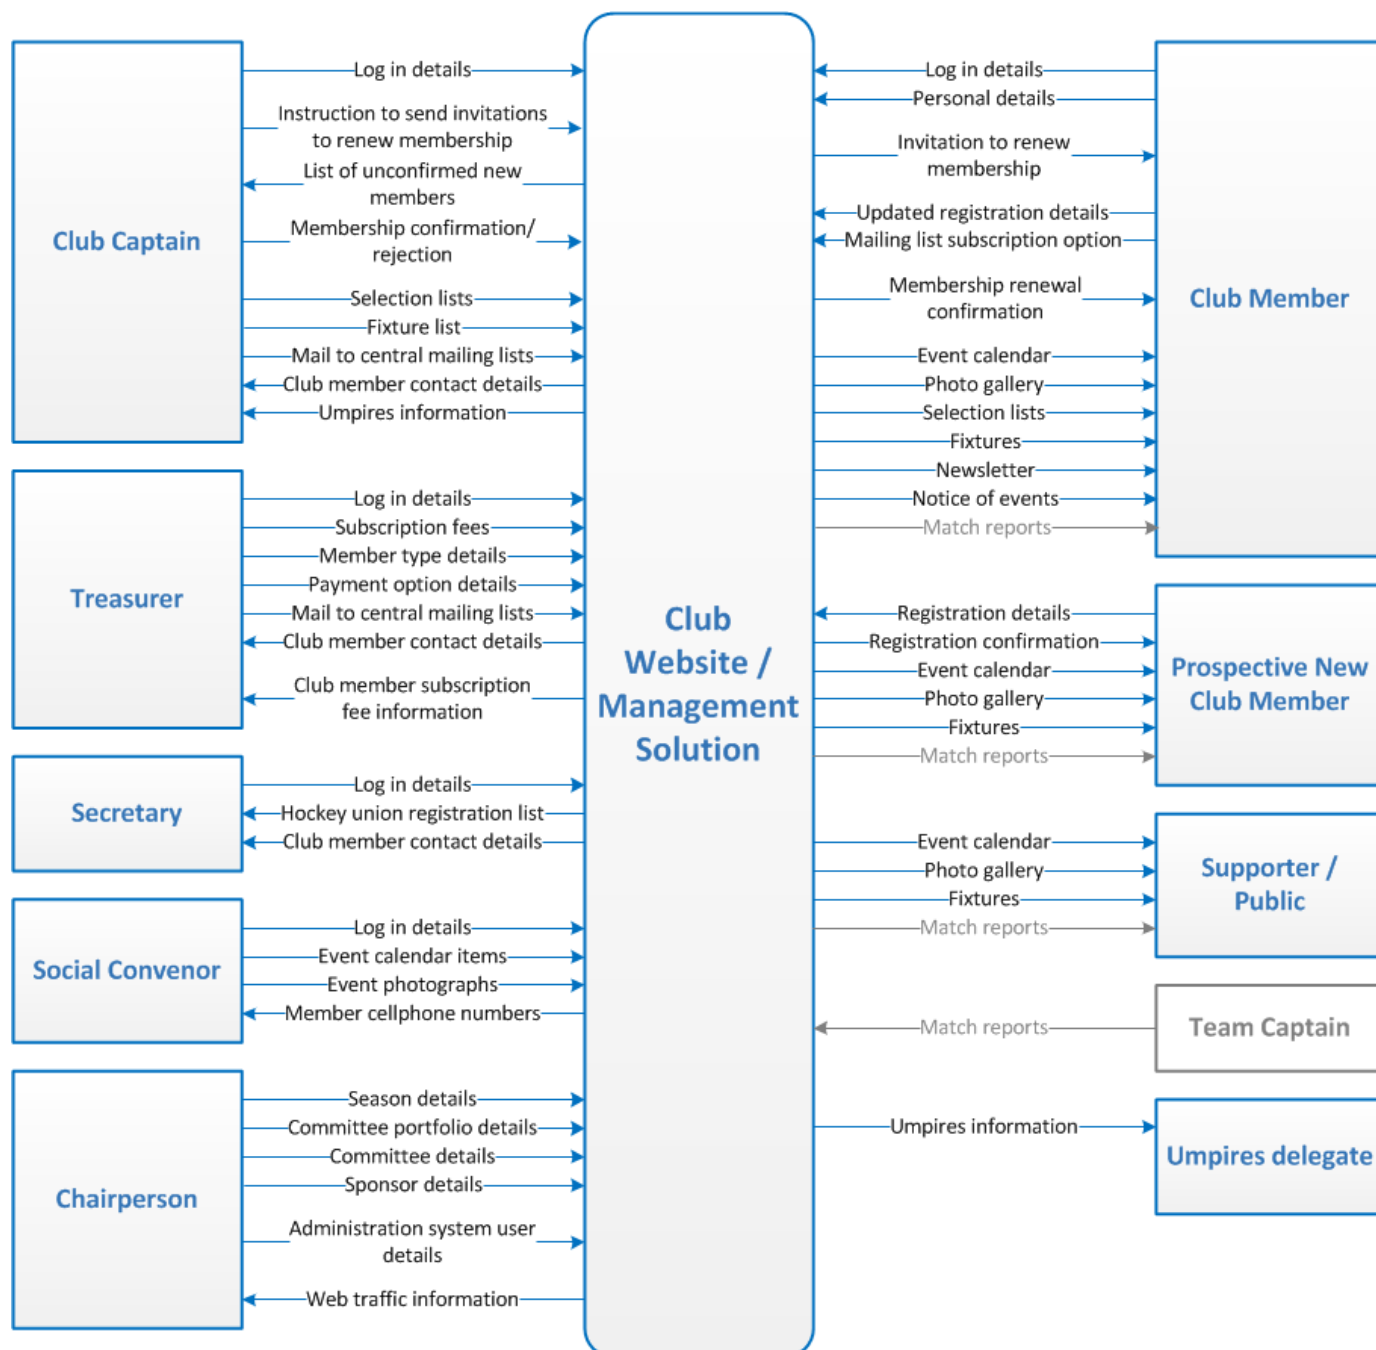 Club Captain
Log in details
Instruction to send invitations
to renew membership
List of unconfirmed new
members
Membership confirmation/
rejection
Selection lists
Fixture list
Mail to central mailing lists
Club member contact details
Umpires information
Treasurer
Log in details
Subscription fees
Member type details
Payment option details
Mail to central mailing lists
Club member contact details
Club member subscription
fee information
Secretary
Log in details
Hockey union registration list
Club member contact details
Social Convenor
Log in details
Event calendar items
Event photographs
Member cellphone numbers
Chairperson
Season details
Committee portfolio details
Committee details
Sponsor details
Administration system user
details
Web traffic information
Club
Website /
Management
Solution
Log in details
Personal details
Invitation to renew
membership
Updated registration details
Mailing list subscription option
Membership renewal
confirmation
Event calendar
Photo gallery
Selection lists
Fixtures
Newsletter
Notice of events
Match reports
Club Member
Registration details
Registration confirmation
Event calendar
Photo gallery
Fixtures
Match reports
Prospective New
Club Member
Event calendar
Photo gallery
Fixtures
Match reports
Supporter /
Public
Match reports
Team Captain
Umpires information
Umpires delegate